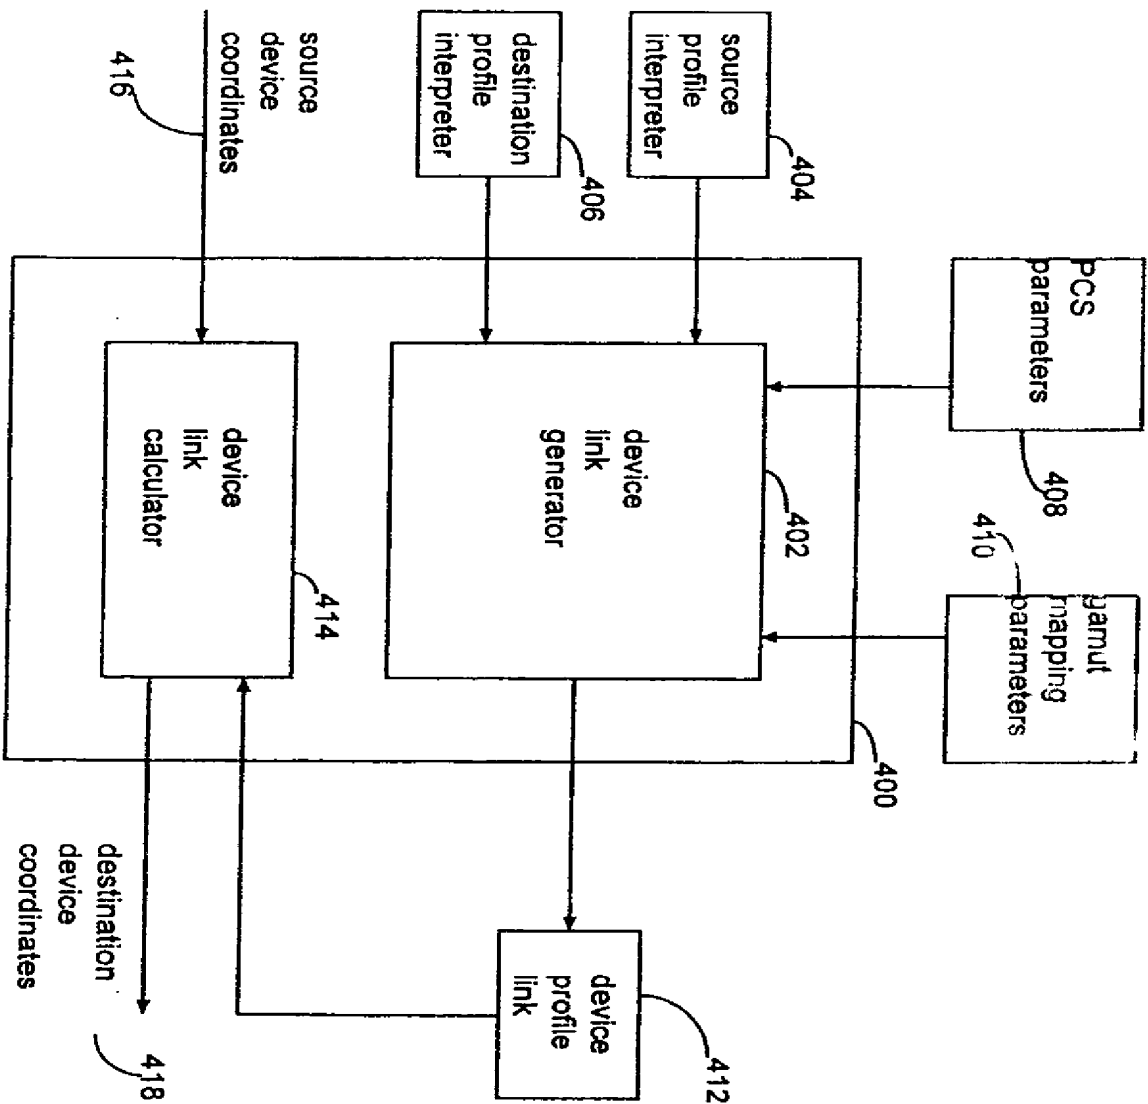 PCS
parameters
408
410
gamut
mapping
parameters
source
profile
interpreter
404
destination
profile
interpreter
406
402
device
link
generator
400
device
profile
link
412
source
device
coordinates
416
device
link
calculator
414
destination
device
coordinates
418